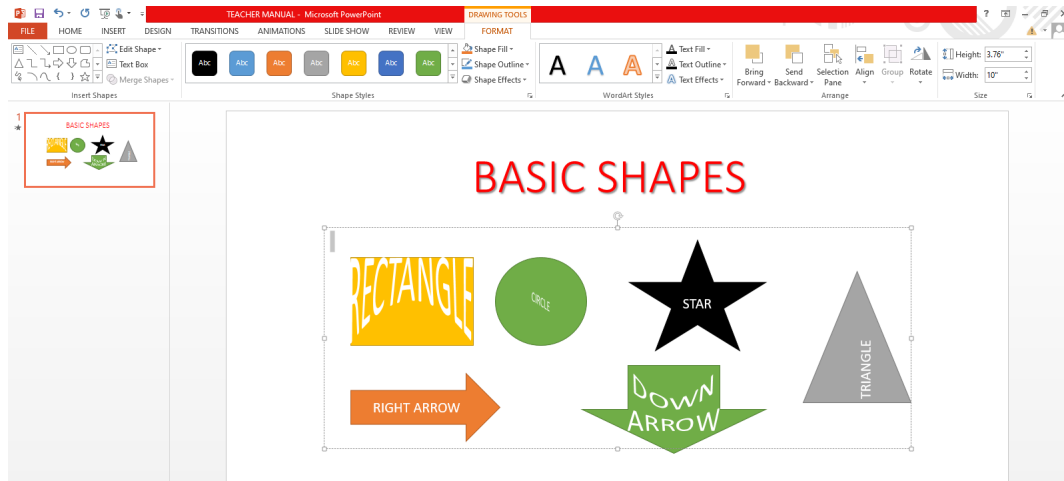 TEACHER MANUAL - Microsoft PowerPoint
DRAWING TOOLS
?
FILE HOME INSERT DESIGN TRANSITIONS ANIMATIONS SLIDE SHOW REVIEW VIEW FORMAT
Edit Shape
Text Box
Merge Shapes
Insert Shapes
Abc Abc Abc Abc Abc Abc Abc
Shape Fill
Shape Outline
Shape Effects
Shape Styles
A A A
Text Fill
Text Outline
Text Effects
WordArt Styles
Bring Forward
Send Backward
Selection Pane
Align
Group
Rotate
Arrange
Height: 3.76"
Width: 10"
Size
1
BASIC SHAPES
BASIC SHAPES
RECTANGLE
CIRCLE
STAR
TRIANGLE
RIGHT ARROW
DOWN
ARROW